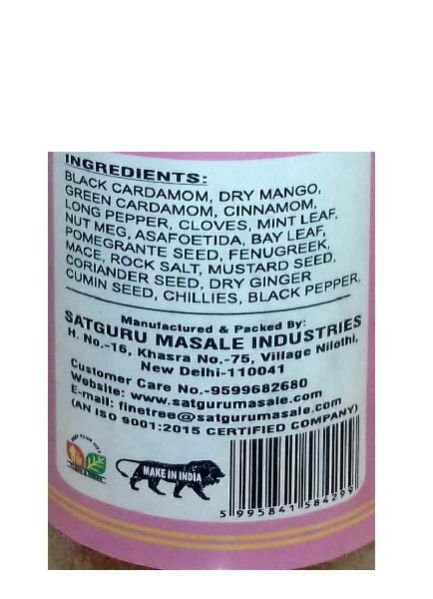 INGREDIENTS:
BLACK CARDAMOM, DRY MANGO,
GREEN CARDAMOM, CINNAMOM,
LONG PEPPER, CLOVES, MINT LEAF,
NUT MEG, ASAFOETIDA, BAY LEAF,
POMEGRANTE SEED, FENUGREEK,
MACE, ROCK SALT, MUSTARD SEED,
CORIANDER SEED, DRY GINGER
CUMIN SEED, CHILLIES, BLACK PEPPER,
Manufactured & Packed By:
SATGURU MASALE INDUSTRIES
H. No.-16, Khasra No.-75, Village Nilothi,
New Delhi-110041
Customer Care No.-9599682680
Website: www.satgurumasale.com
E-mail: finetree@satgurumasale.com
(AN ISO 9001:2015 CERTIFIED COMPANY)
MAKE IN INDIA
5 995841 584299